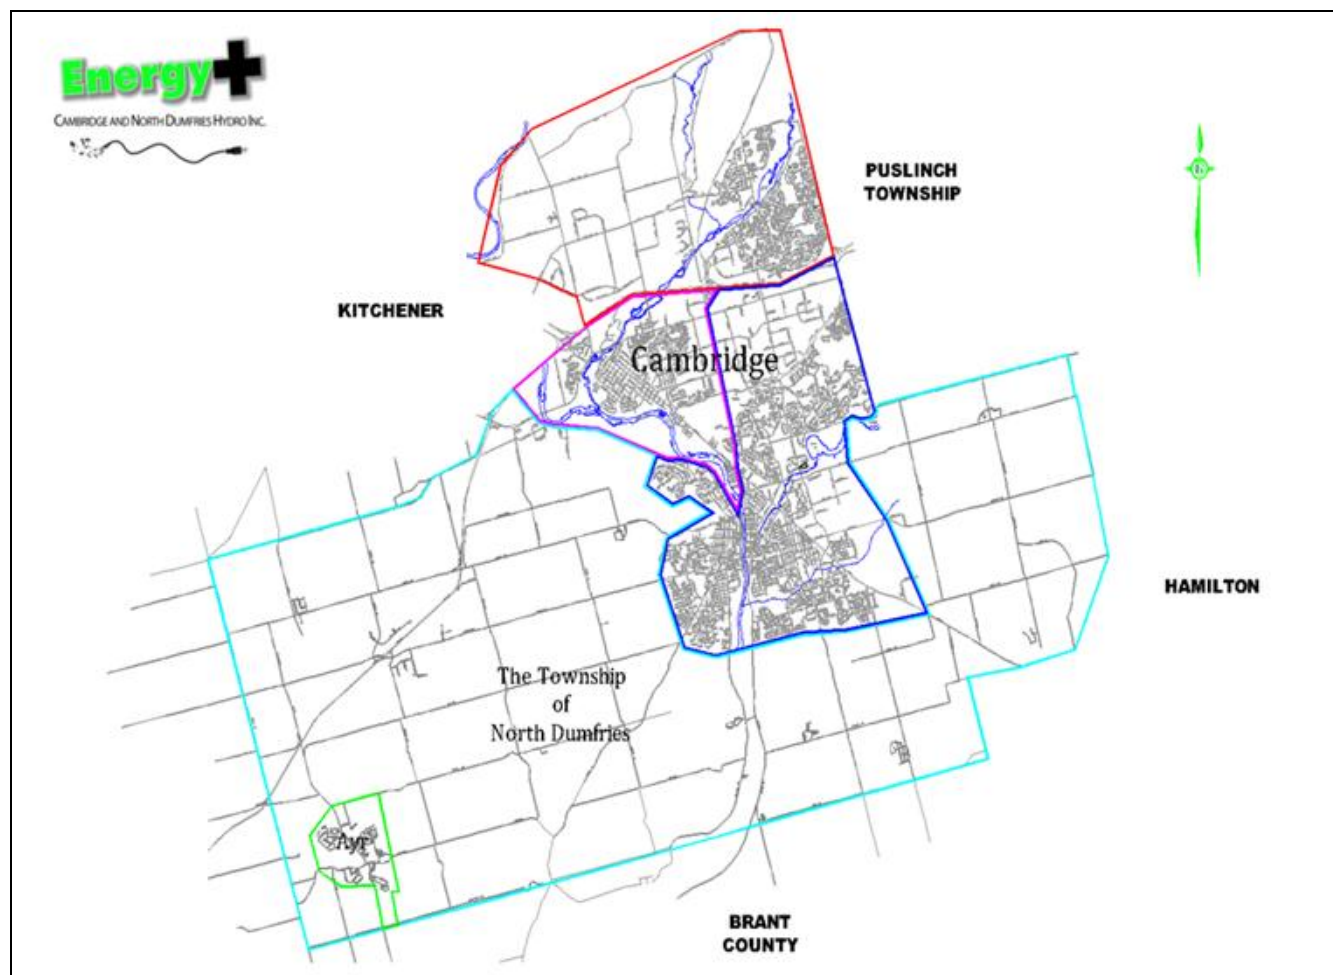 Energy+
CAMBRIDGE AND NORTH DUMFRIES HYDRO INC.
PUSLINCH
TOWNSHIP
KITCHENER
Cambridge
HAMILTON
The Township
of
North Dumfries
Ayr
BRANT
COUNTY